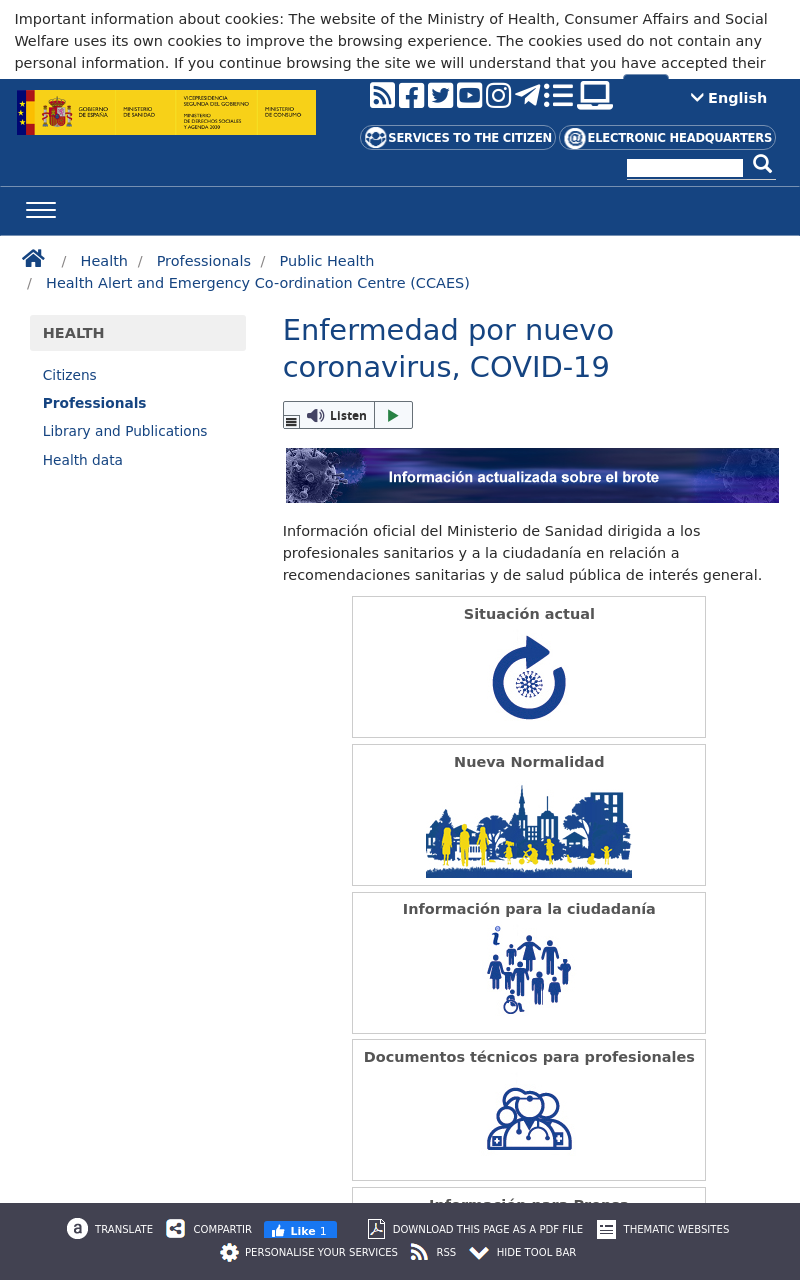 Important information about cookies: The website of the Ministry of Health, Consumer Affairs and Social
Welfare uses its own cookies to improve the browsing experience. The cookies used do not contain any
personal information. If you continue browsing the site we will understand that you have accepted their
GOBIERNO DE ESPAÑA
MINISTERIO DE SANIDAD
VICEPRESIDENCIA SEGUNDA DEL GOBIERNO
MINISTERIO DE DERECHOS SOCIALES Y AGENDA 2030
MINISTERIO DE CONSUMO
English
SERVICES TO THE CITIZEN
@ ELECTRONIC HEADQUARTERS
/ Health / Professionals / Public Health
/ Health Alert and Emergency Co-ordination Centre (CCAES)
HEALTH
Citizens
Professionals
Library and Publications
Health data
Enfermedad por nuevo
coronavirus, COVID-19
Listen
Información actualizada sobre el brote
Información oficial del Ministerio de Sanidad dirigida a los
profesionales sanitarios y a la ciudadanía en relación a
recomendaciones sanitarias y de salud pública de interés general.
Situación actual
Nueva Normalidad
Información para la ciudadanía
Documentos técnicos para profesionales
Información para Prensa
TRANSLATE
COMPARTIR
Like 1
DOWNLOAD THIS PAGE AS A PDF FILE
THEMATIC WEBSITES
PERSONALISE YOUR SERVICES
RSS
HIDE TOOL BAR